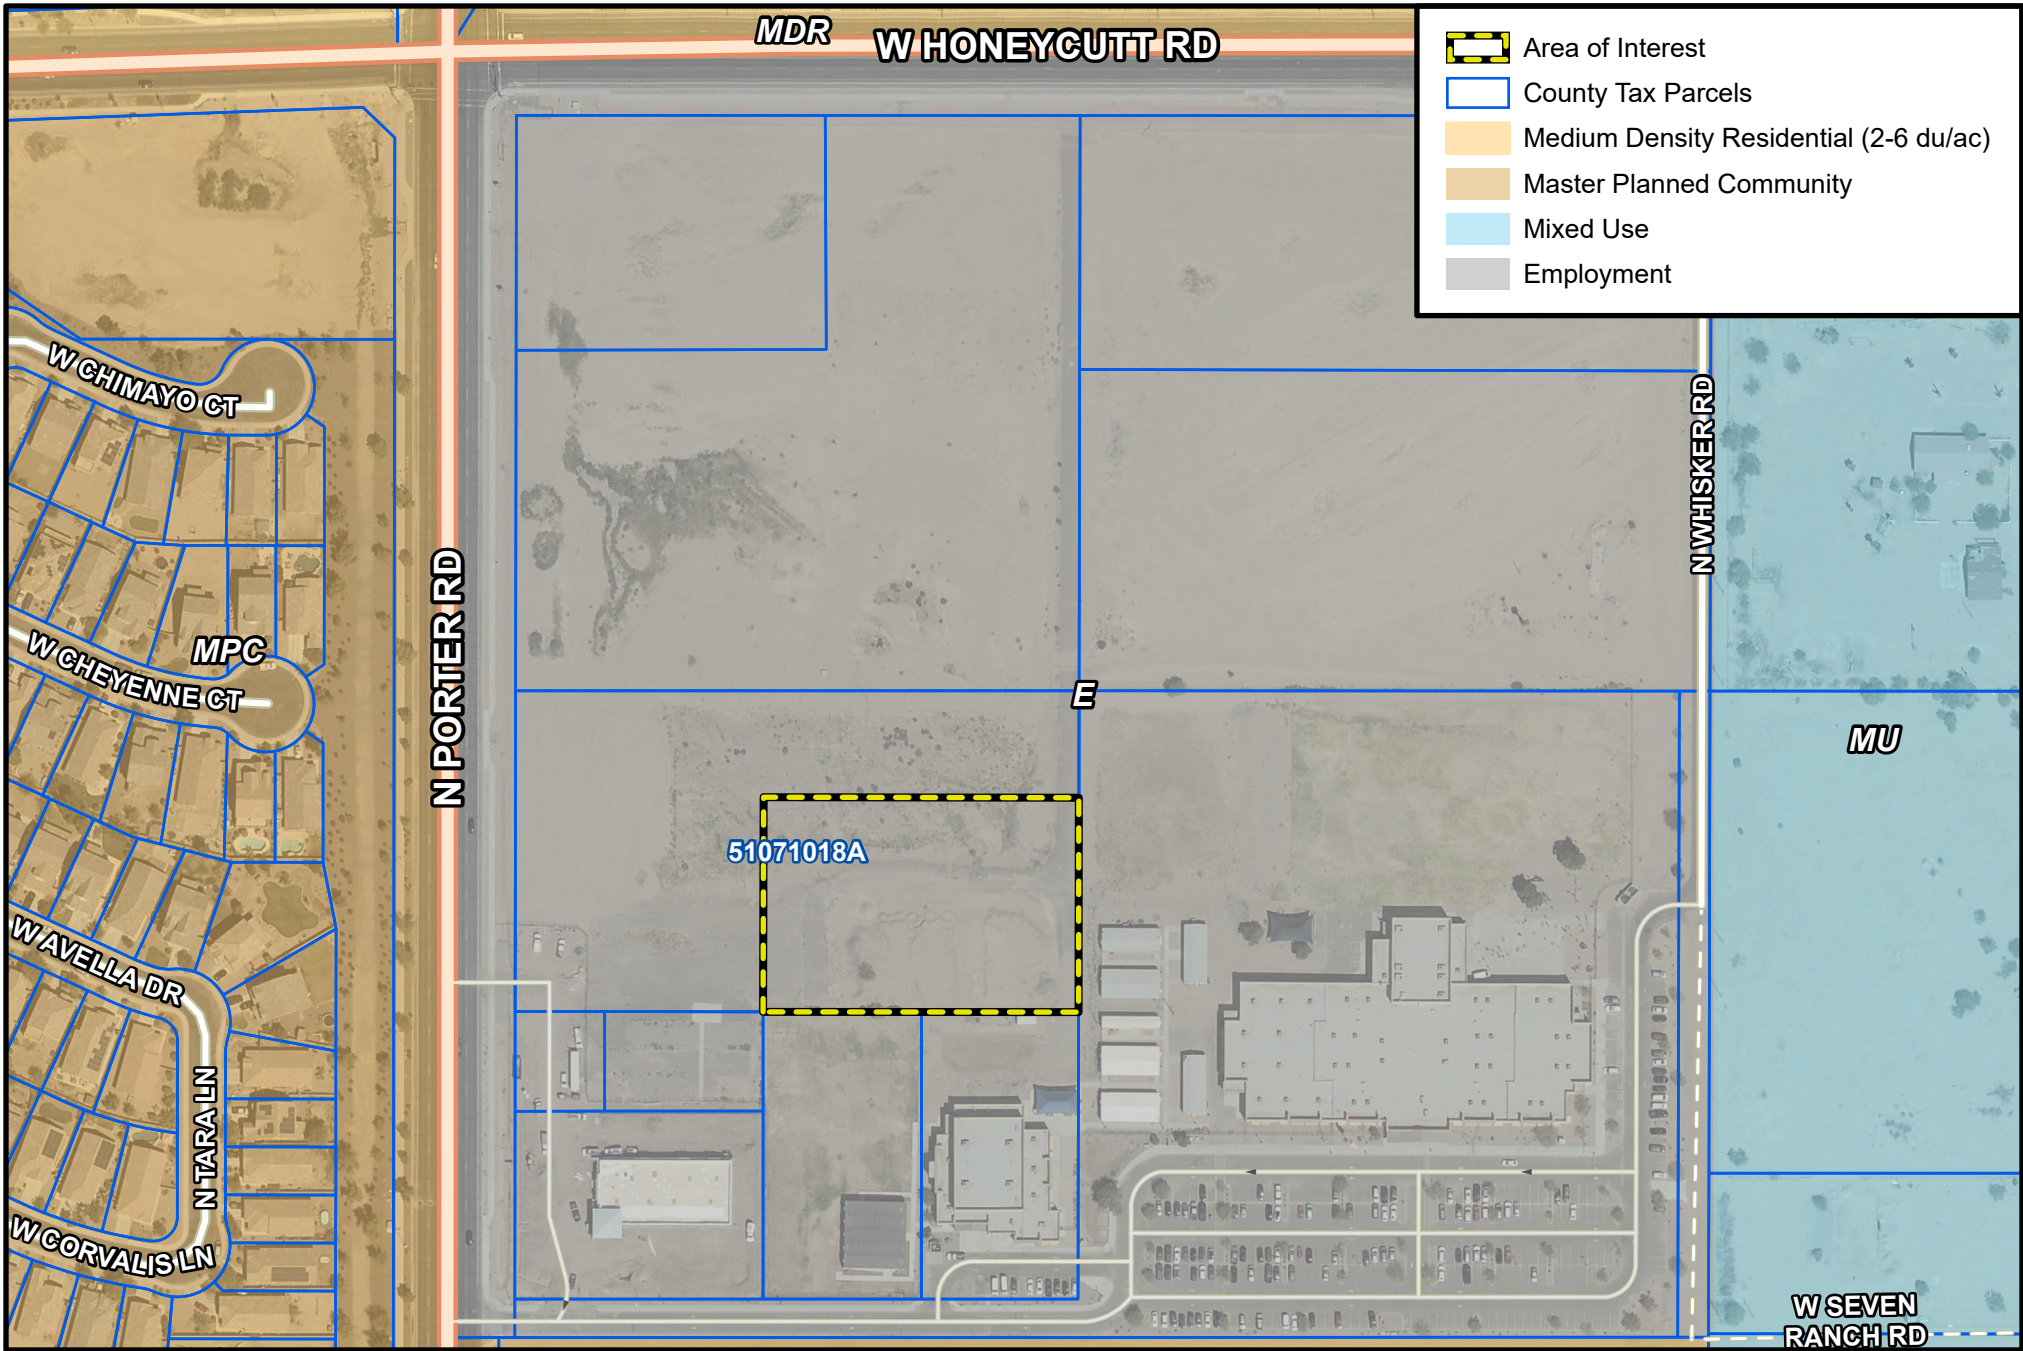 MDR
W HONEYCUTT RD
Area of Interest
County Tax Parcels
Medium Density Residential (2-6 du/ac)
Master Planned Community
Mixed Use
Employment
W CHIMAYO CT
N WHISKER RD
N PORTER RD
MPC
W CHEYENNE CT
E
MU
51071018A
W AVELLA DR
N TARA LN
W CORVALIS LN
W SEVEN
RANCH RD